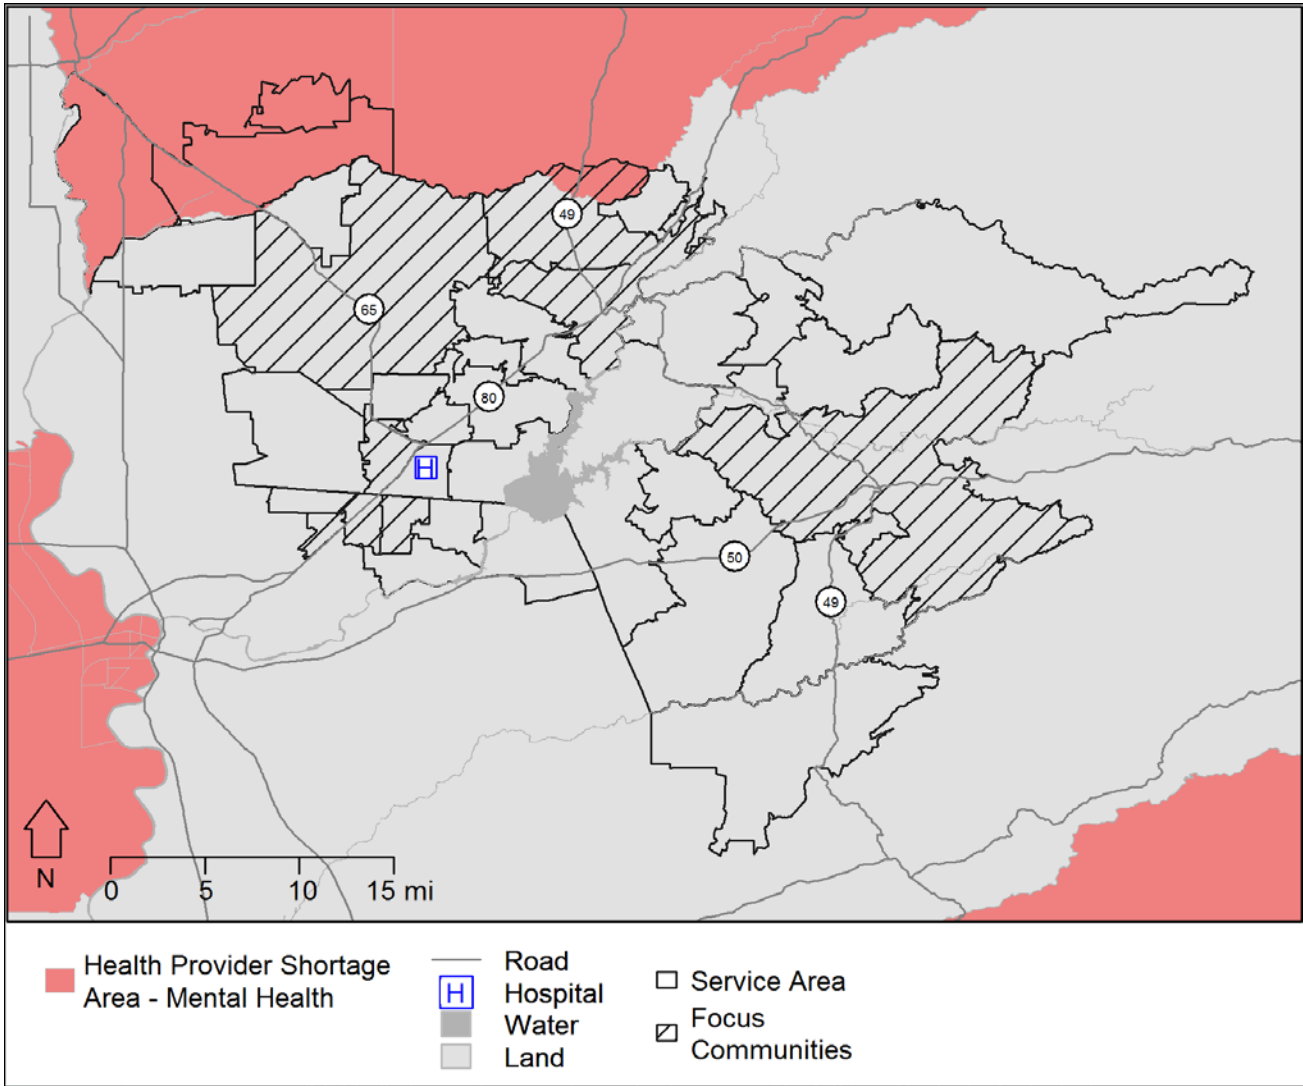 49
65
80
H
50
49
N
0 5 10 15 mi
Health Provider Shortage
Area - Mental Health
Road
Hospital
H
Water
Land
Service Area
Focus
Communities